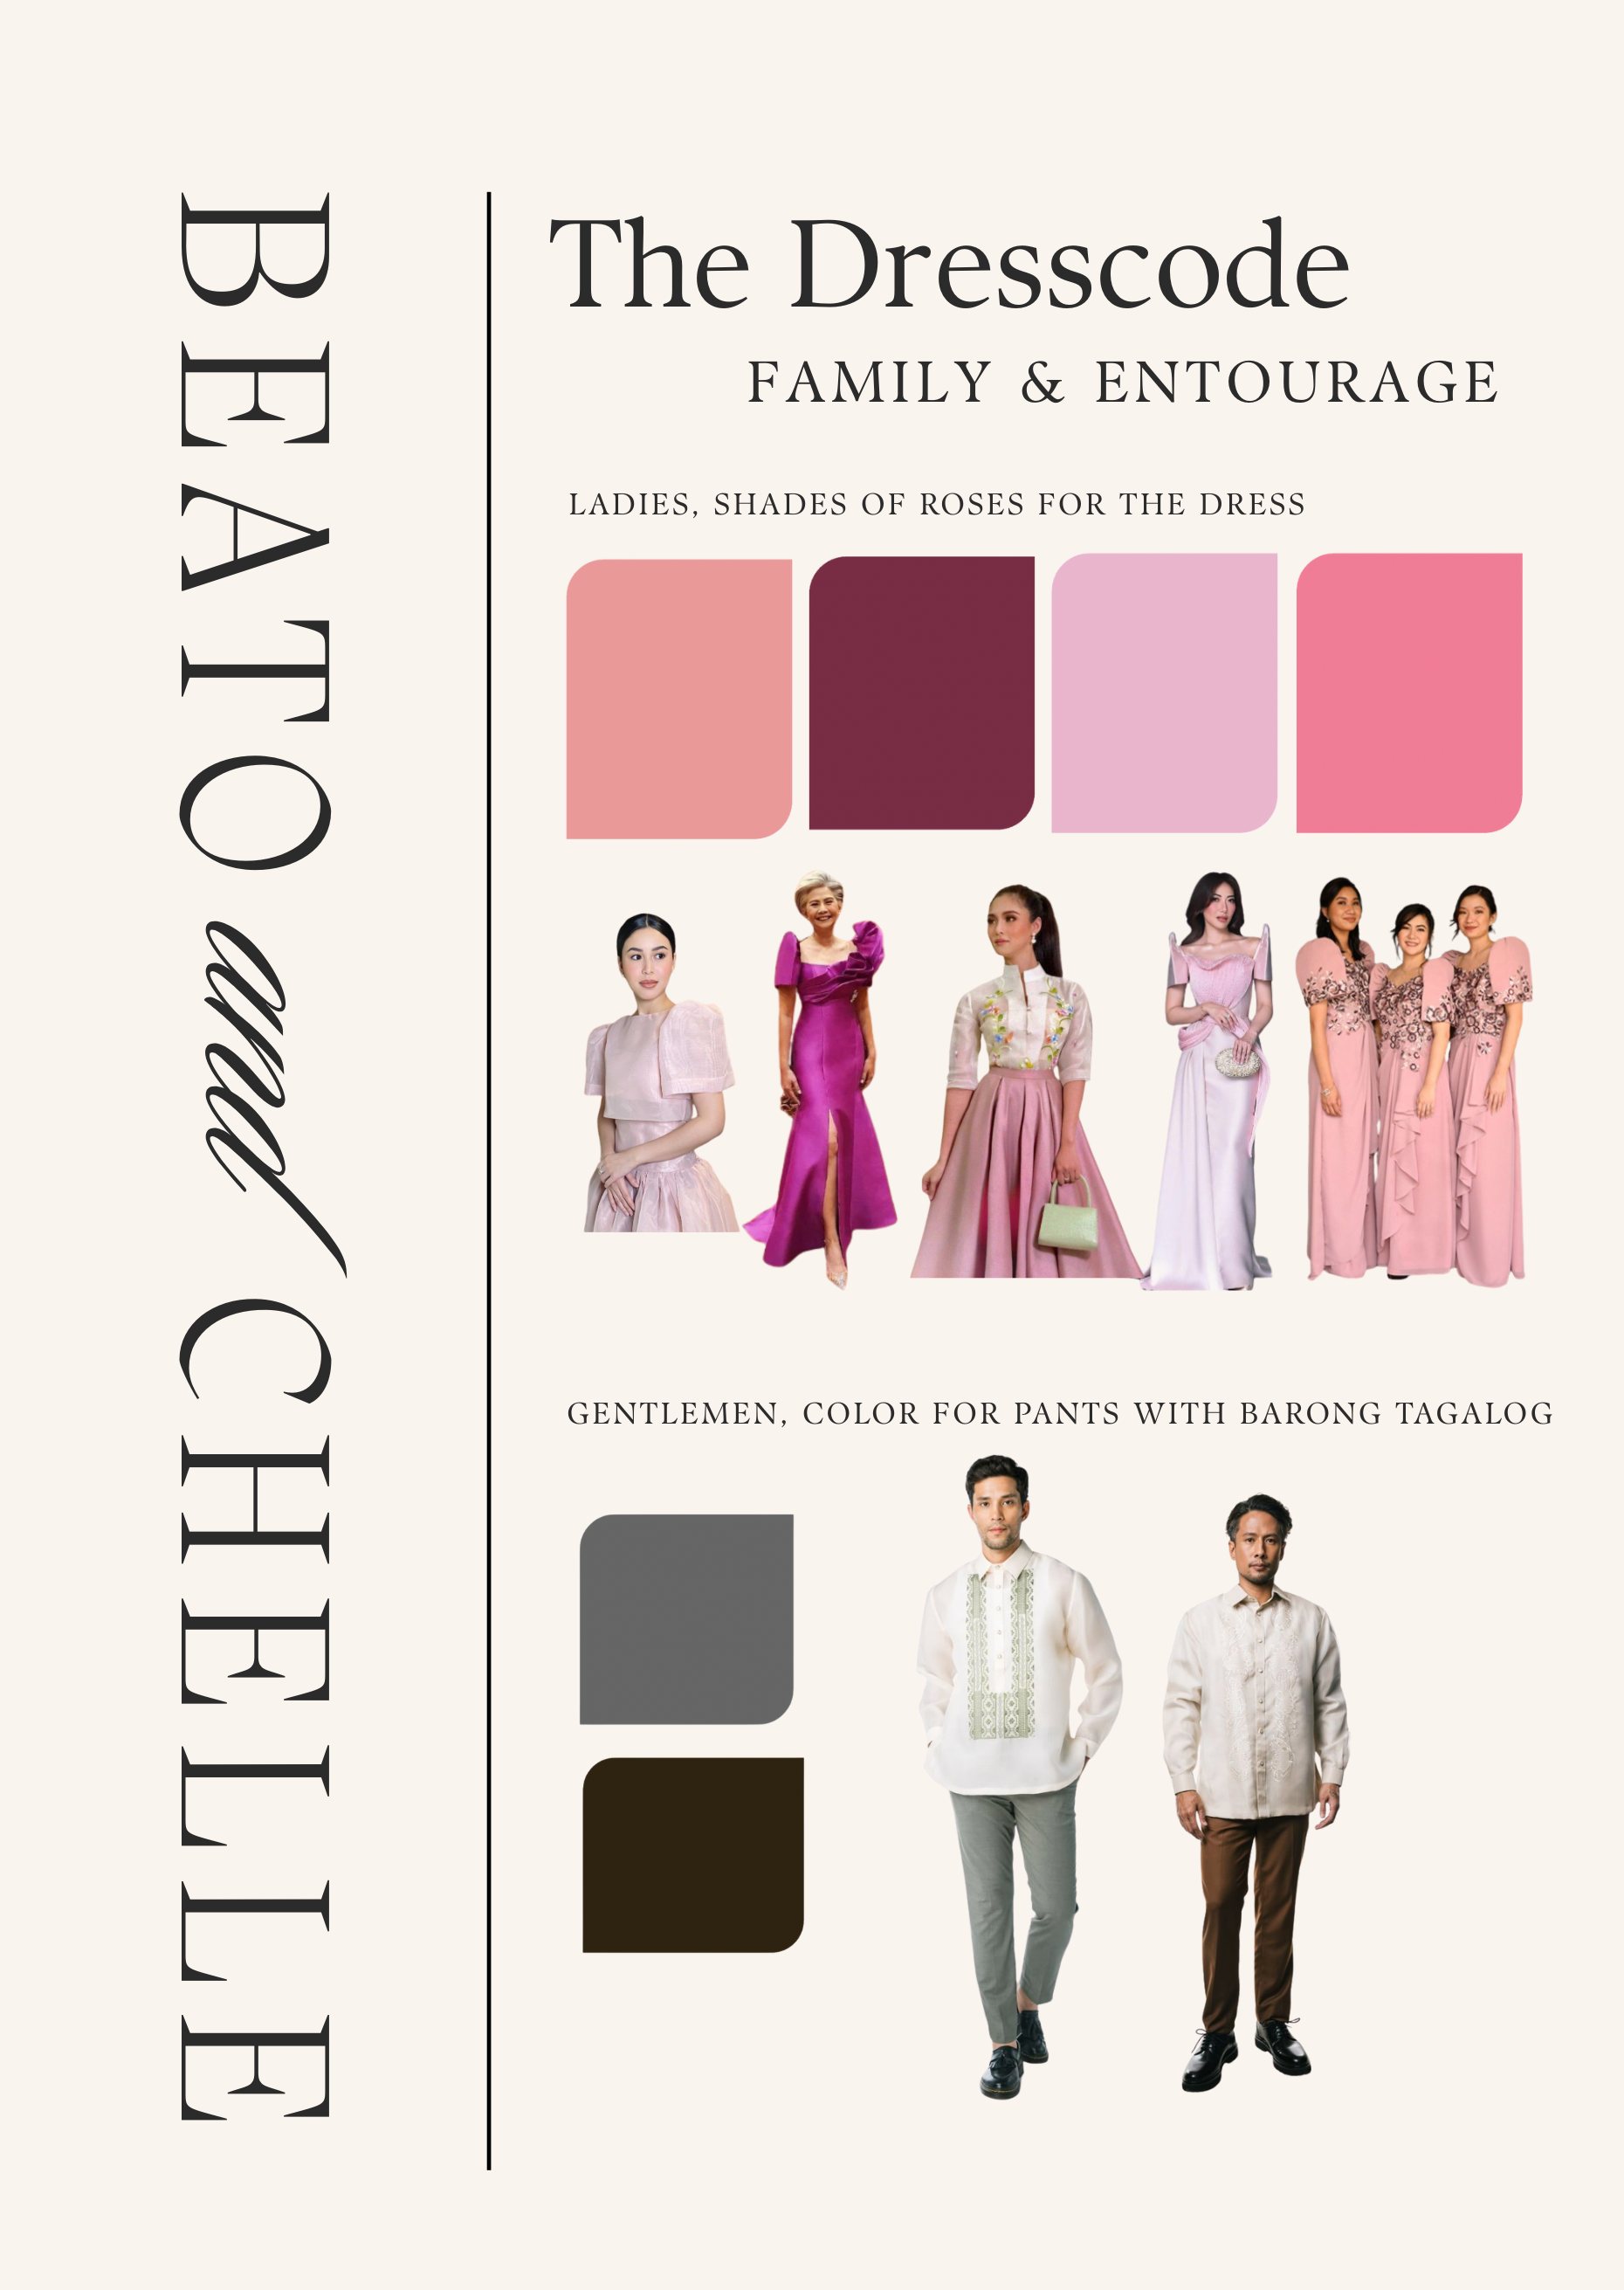 BEATO and CHELLE
The Dresscode
FAMILY & ENTOURAGE
LADIES, SHADES OF ROSES FOR THE DRESS
GENTLEMEN, COLOR FOR PANTS WITH BARONG TAGALOG